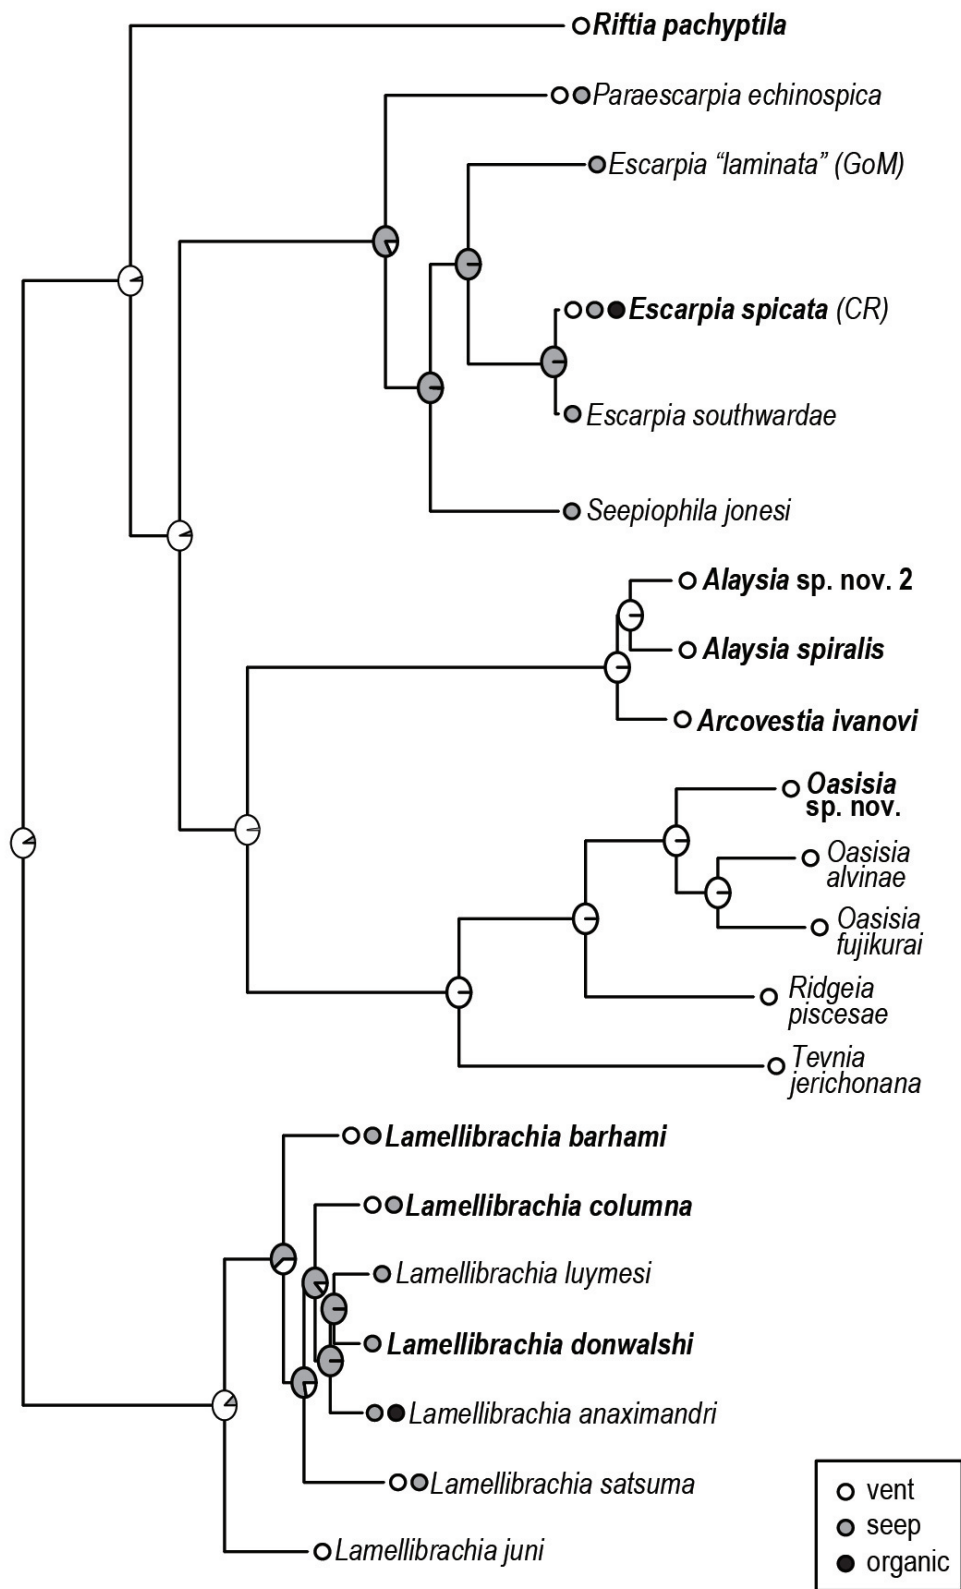 Riftia pachyptila
Paraescarpia echinospica
Escarpia “laminata” (GoM)
Escarpia spicata (CR)
Escarpia southwardae
Seepiophila jonesi
Alaysia sp. nov. 2
Alaysia spiralis
Arcovestia ivanovi
Oasisia
sp. nov.
Oasisia
alvinae
Oasisia
fujikurai
Ridgeia
piscesae
Tevnia
jerichonana
Lamellibrachia barhami
Lamellibrachia columna
Lamellibrachia luymesi
Lamellibrachia donwalshi
Lamellibrachia anaximandri
Lamellibrachia satsuma
Lamellibrachia juni
vent
seep
organic